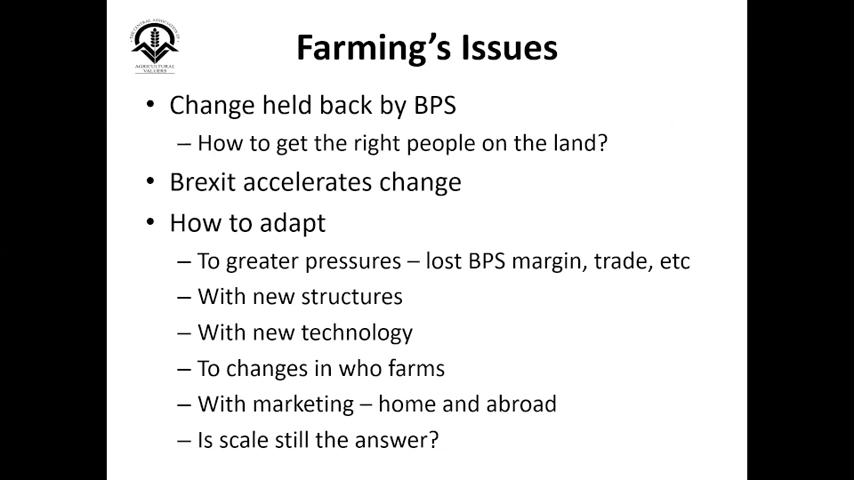 AGRICULTURAL
VALUERS
Farming's Issues
• Change held back by BPS
– How to get the right people on the land?
• Brexit accelerates change
• How to adapt
– To greater pressures – lost BPS margin, trade, etc
– With new structures
– With new technology
– To changes in who farms
– With marketing – home and abroad
– Is scale still the answer?